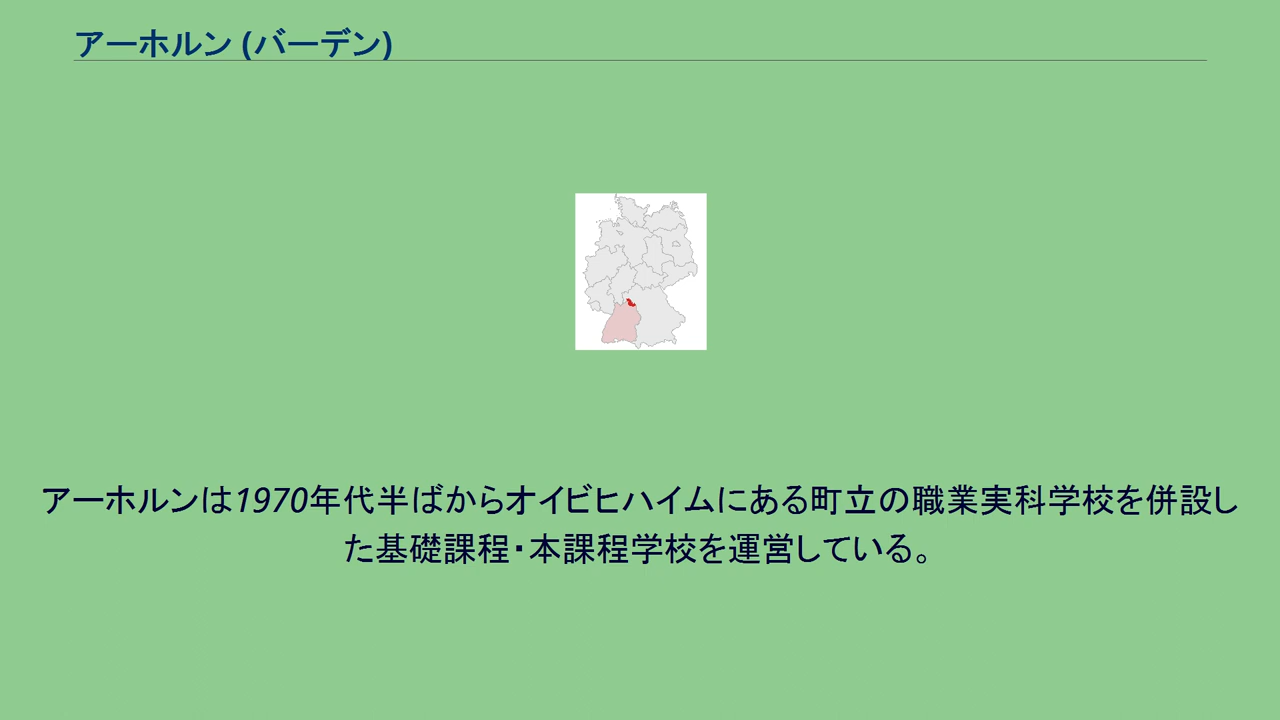 アーホルン (バーデン)
アーホルンは1970年代半ばからオイビヒハイムにある町立の職業実科学校を併設し
た基礎課程・本課程学校を運営している。